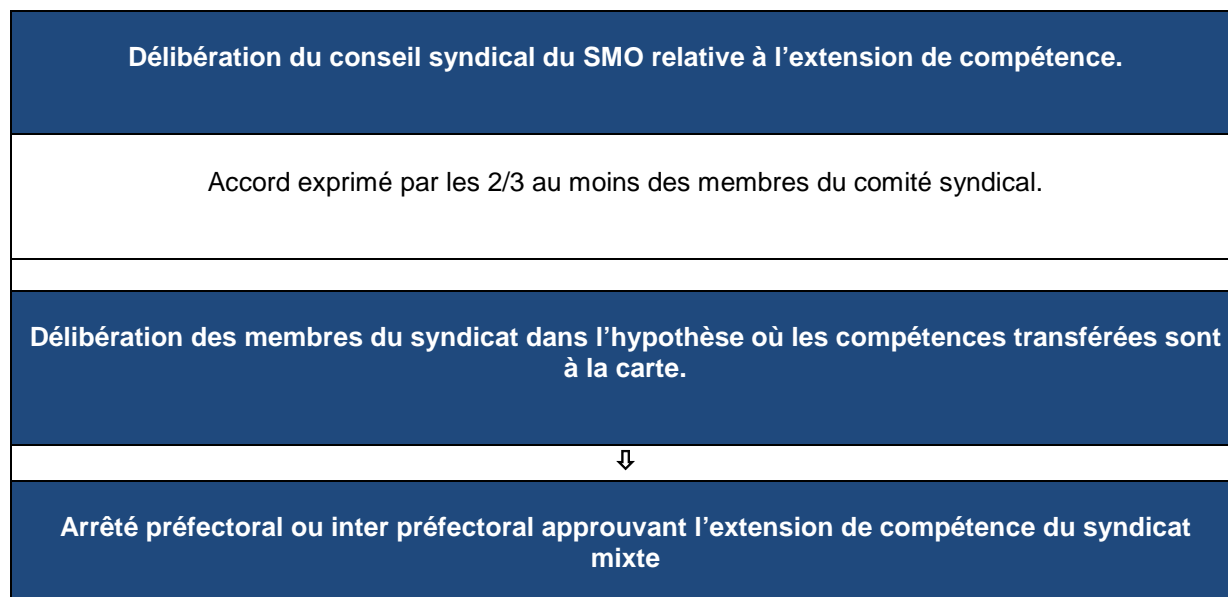 Délibération du conseil syndical du SMO relative à l’extension de compétence.
Accord exprimé par les 2/3 au moins des membres du comité syndical.
Délibération des membres du syndicat dans l’hypothèse où les compétences transférées sont
à la carte.
⇩
Arrêté préfectoral ou inter préfectoral approuvant l’extension de compétence du syndicat
mixte